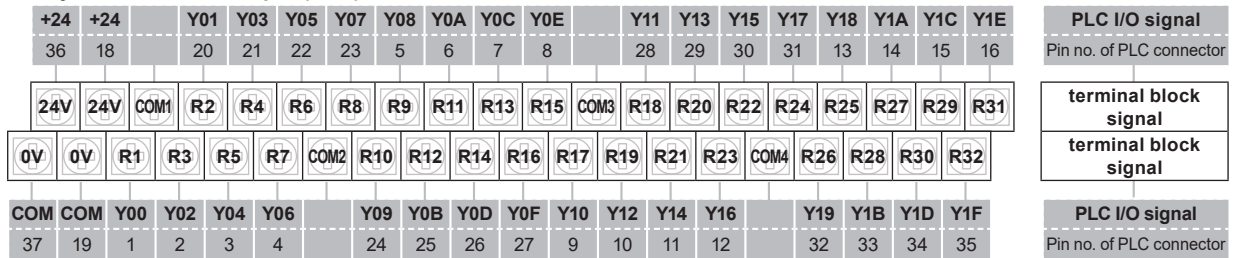 +24 +24 Y01 Y03 Y05 Y07 Y08 Y0A Y0C Y0E Y11 Y13 Y15 Y17 Y18 Y1A Y1C Y1E PLC I/O signal
36 18 20 21 22 23 5 6 7 8 28 29 30 31 13 14 15 16 Pin no. of PLC connector
24V 24V COM1 R2 R4 R6 R8 R9 R11 R13 R15 COM3 R18 R20 R22 R24 R25 R27 R29 R31 terminal block signal
0V 0V R1 R3 R5 R7 COM2 R10 R12 R14 R16 R17 R19 R21 R23 COM4 R26 R28 R30 R32 terminal block signal
COM COM Y00 Y02 Y04 Y06 Y09 Y0B Y0D Y0F Y10 Y12 Y14 Y16 Y19 Y1B Y1D Y1F PLC I/O signal
37 19 1 2 3 4 24 25 26 27 9 10 11 12 32 33 34 35 Pin no. of PLC connector